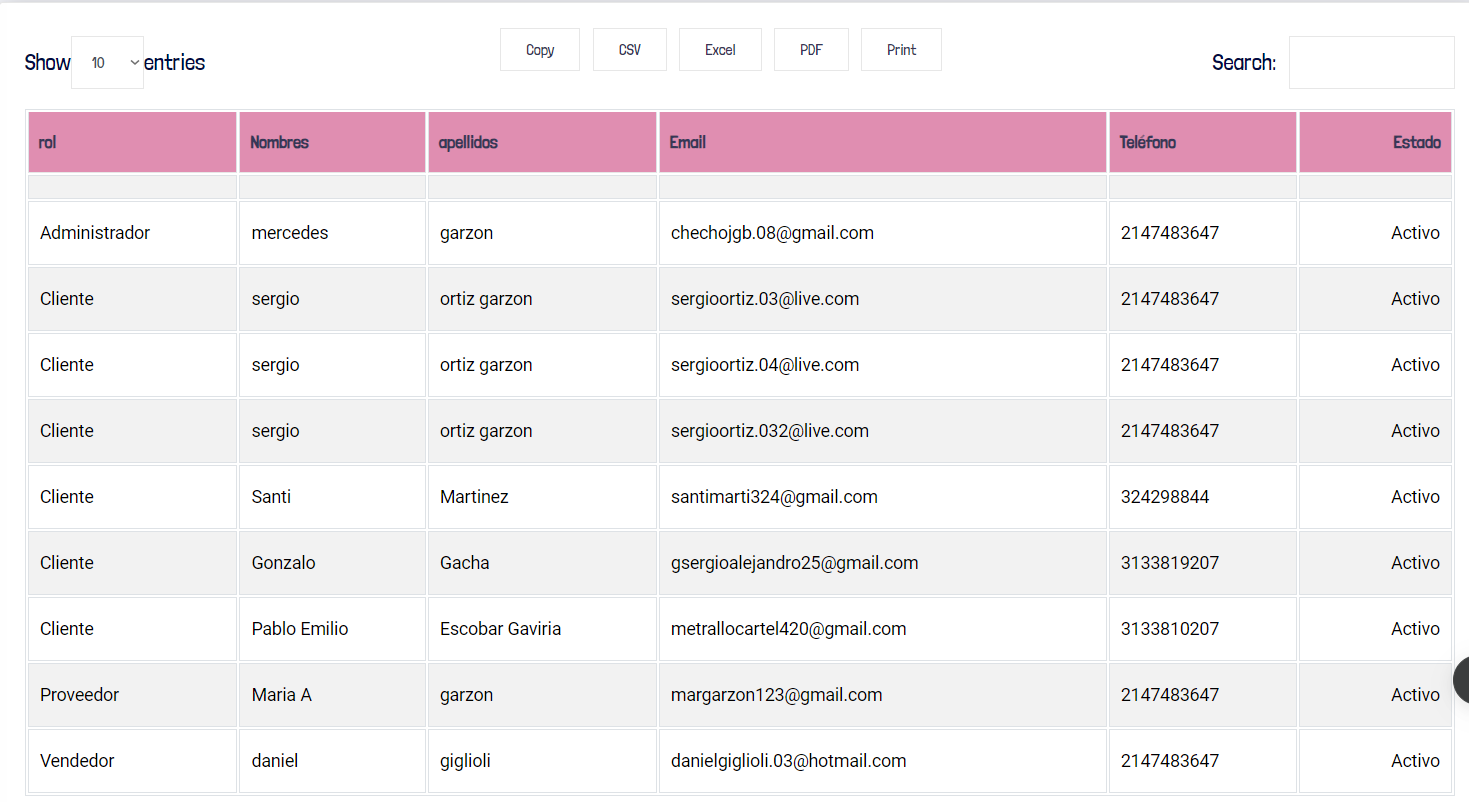 Show 10 entries Copy CSV Excel PDF Print Search:
rol Nombres apellidos Email Teléfono Estado
Administrador mercedes garzon chechojgb.08@gmail.com 2147483647 Activo
Cliente sergio ortiz garzon sergioortiz.03@live.com 2147483647 Activo
Cliente sergio ortiz garzon sergioortiz.04@live.com 2147483647 Activo
Cliente sergio ortiz garzon sergioortiz.032@live.com 2147483647 Activo
Cliente Santi Martinez santimarti324@gmail.com 324298844 Activo
Cliente Gonzalo Gacha gsergioalejandro25@gmail.com 3133819207 Activo
Cliente Pablo Emilio Escobar Gaviria metrallocartel420@gmail.com 3133810207 Activo
Proveedor Maria A garzon margarzon123@gmail.com 2147483647 Activo
Vendedor daniel giglioli danielgiglioli.03@hotmail.com 2147483647 Activo